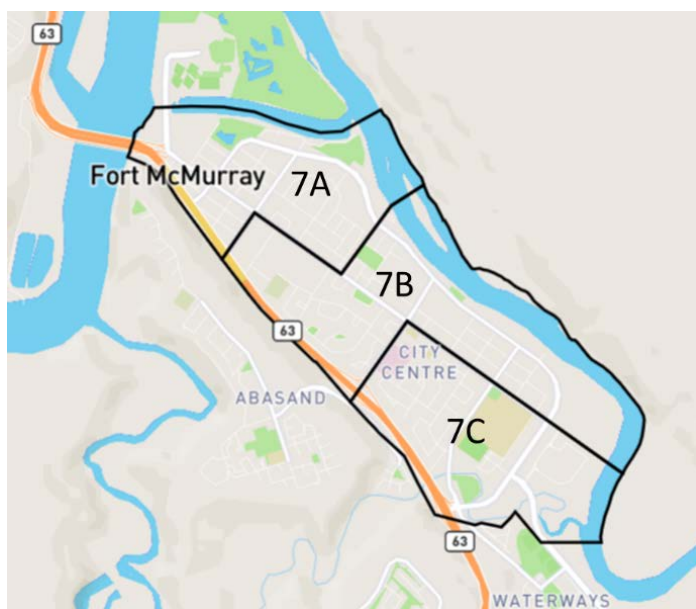 63
Fort McMurray
7A
7B
63
CITY
CENTRE
ABASAND
7C
63
WATERWAYS